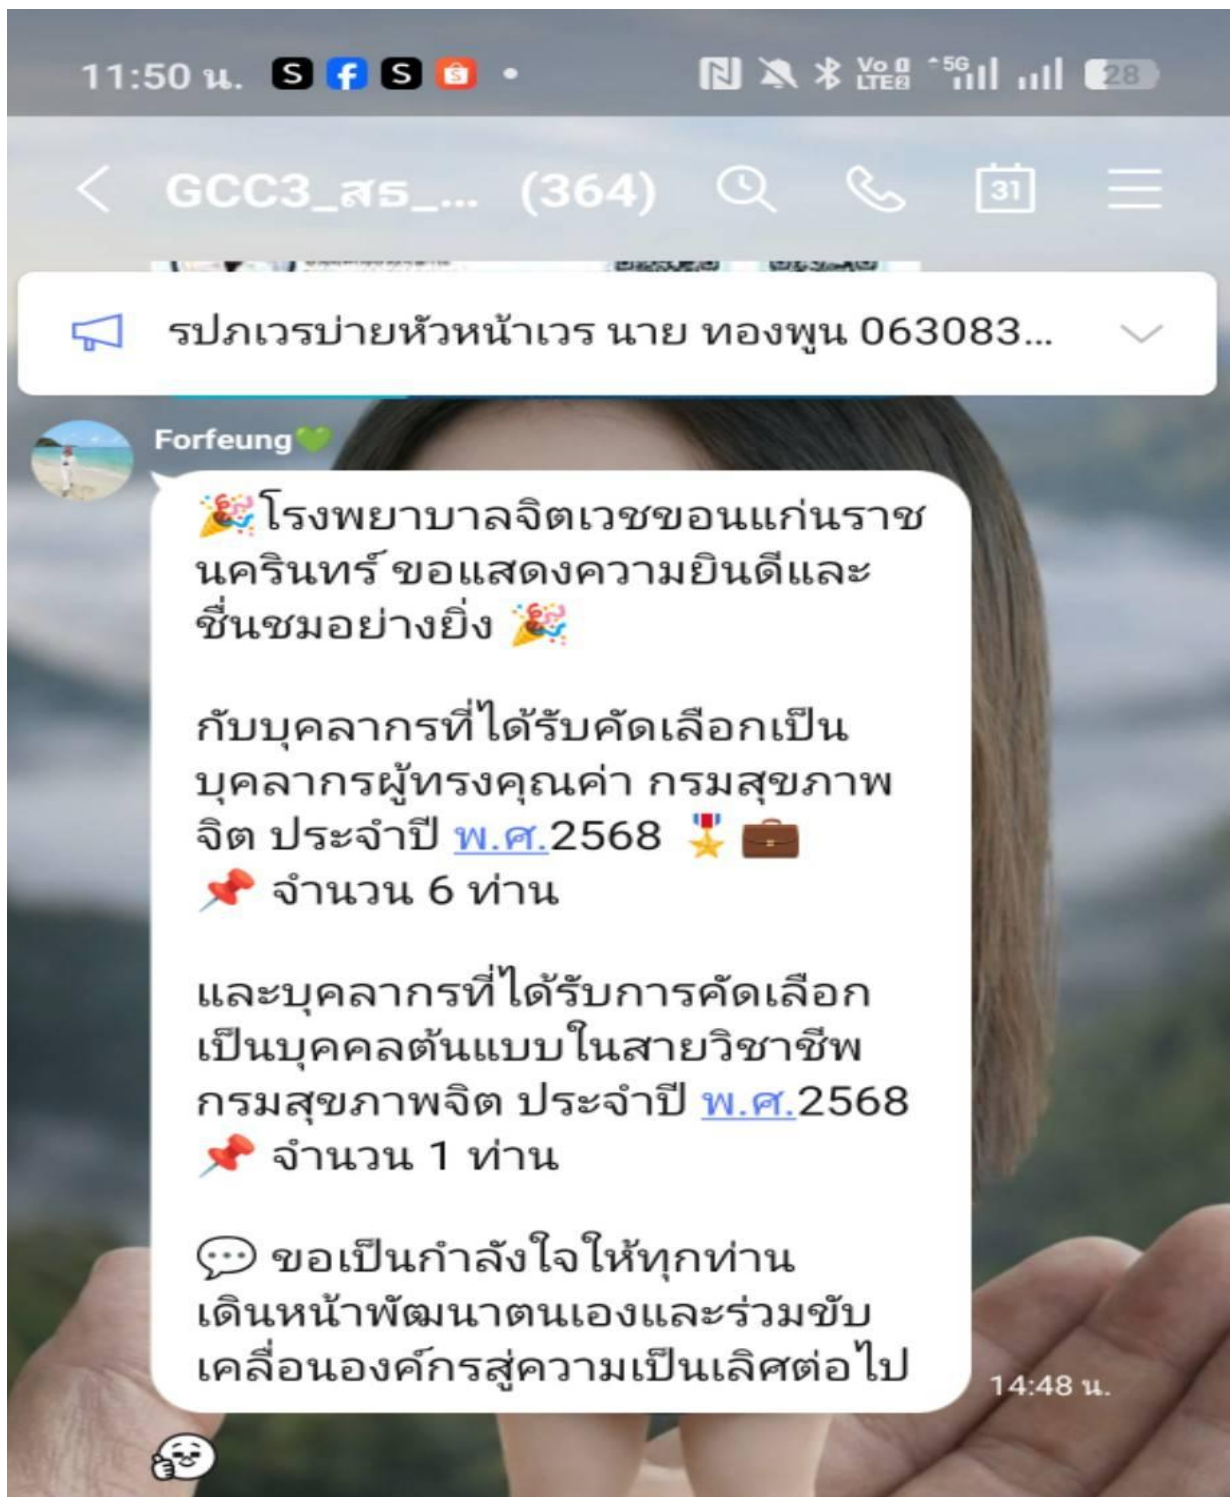 11:50 น.
Vo
LTE2
5G
28
GCC3_สธ_... (364)
31
รปภเวรบ่ายหัวหน้าเวร นาย ทองพูน 063083...
Forfeung💚
🎉โรงพยาบาลจิตเวชขอนแก่นราช
นครินทร์ ขอแสดงความยินดีและ
ชื่นชมอย่างยิ่ง 🎉
กับบุคลากรที่ได้รับคัดเลือกเป็น
บุคลากรผู้ทรงคุณค่า กรมสุขภาพ
จิต ประจำปี พ.ศ.2568 🎖️💼
📌 จำนวน 6 ท่าน
และบุคลากรที่ได้รับการคัดเลือก
เป็นบุคคลต้นแบบในสายวิชาชีพ
กรมสุขภาพจิต ประจำปี พ.ศ.2568
📌 จำนวน 1 ท่าน
💬 ขอเป็นกำลังใจให้ทุกท่าน
เดินหน้าพัฒนาตนเองและร่วมขับ
เคลื่อนองค์กรสู่ความเป็นเลิศต่อไป
14:48 น.